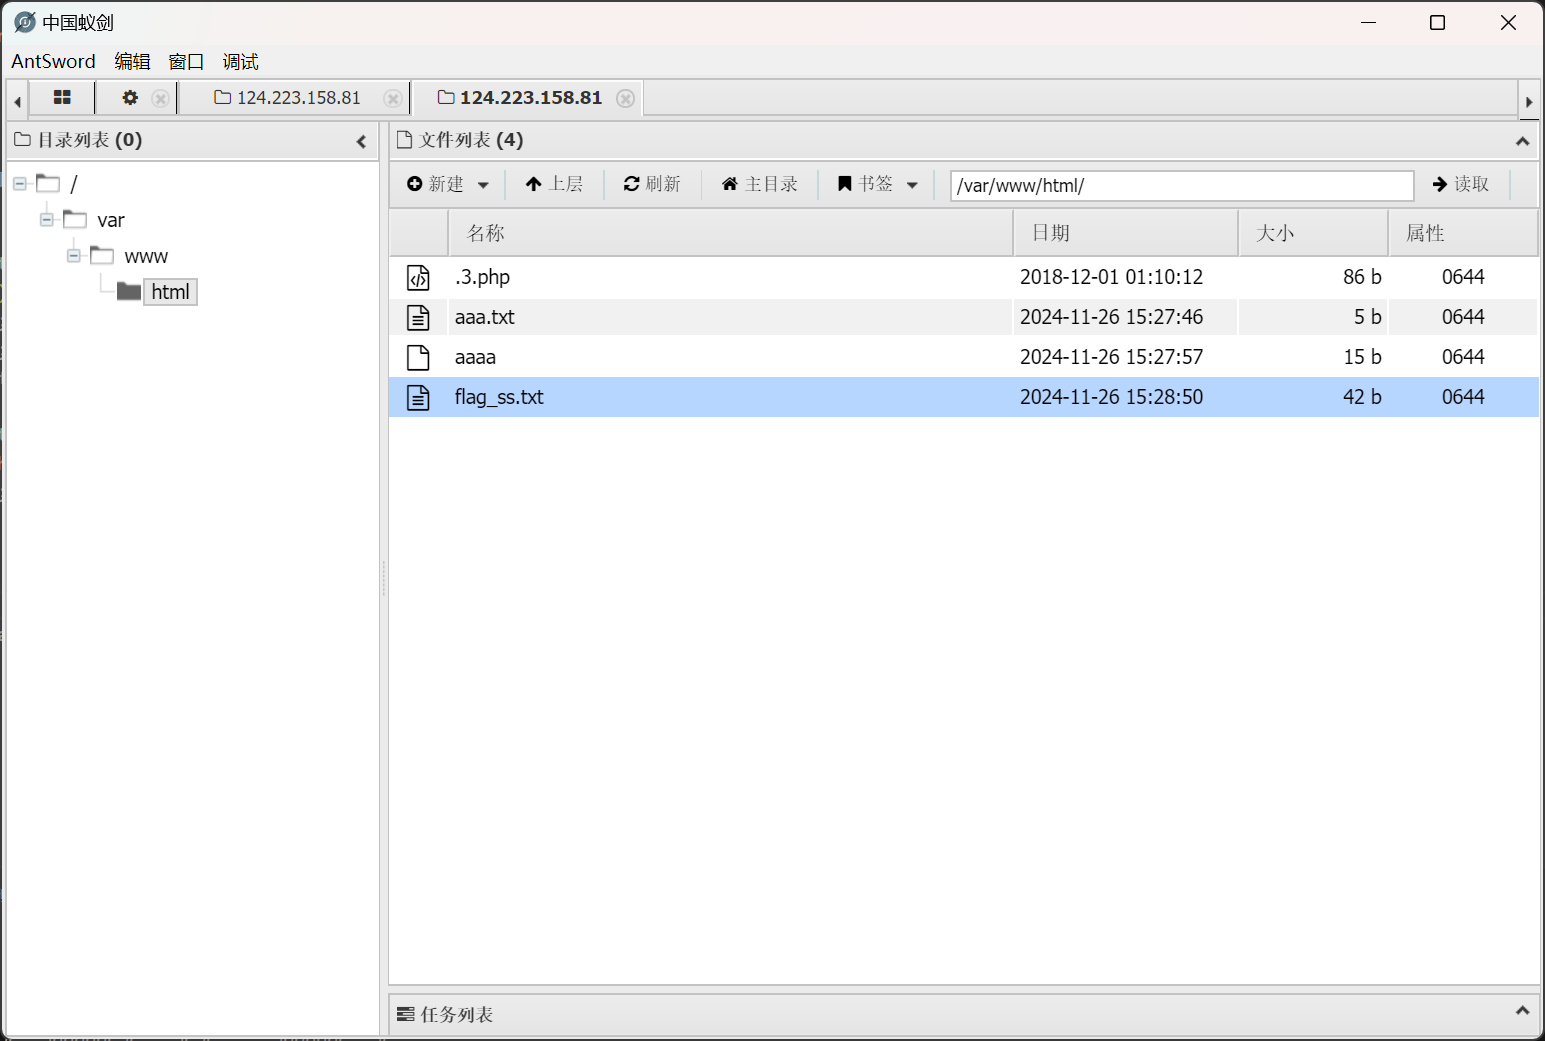 中国蚁剑
AntSword 编辑 窗口 调试
124.223.158.81 124.223.158.81
目录列表 (0)
/
var
www
html
文件列表 (4)
新建 上层 刷新 主目录 书签 /var/www/html/ 读取
名称 日期 大小 属性
.3.php 2018-12-01 01:10:12 86 b 0644
aaa.txt 2024-11-26 15:27:46 5 b 0644
aaaa 2024-11-26 15:27:57 15 b 0644
flag_ss.txt 2024-11-26 15:28:50 42 b 0644
任务列表